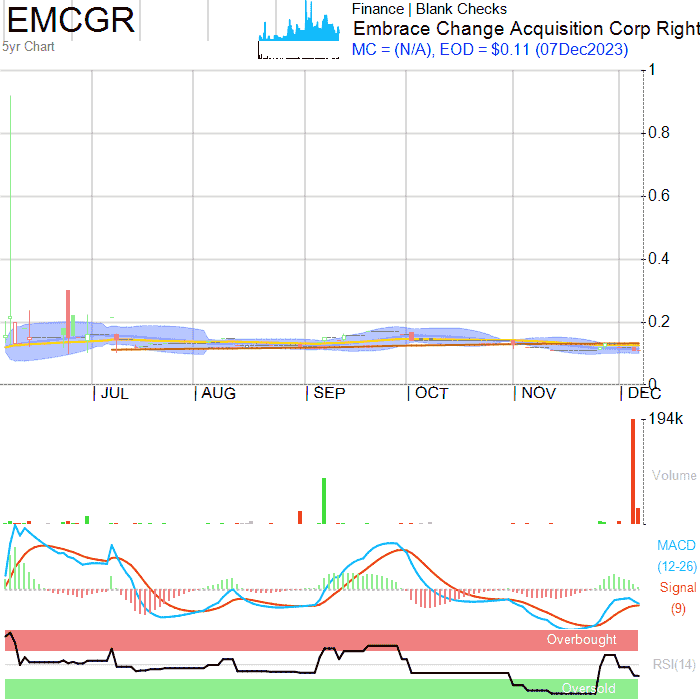 EMCGR
5yr Chart
Finance | Blank Checks
Embrace Change Acquisition Corp Right
MC = (N/A), EOD = $0.11 (07Dec2023)
1
0.8
0.6
0.4
0.2
0
JUL AUG SEP OCT NOV DEC
194k
Volume
MACD
(12-26)
Signal
(9)
Overbought
RSI(14)
Oversold